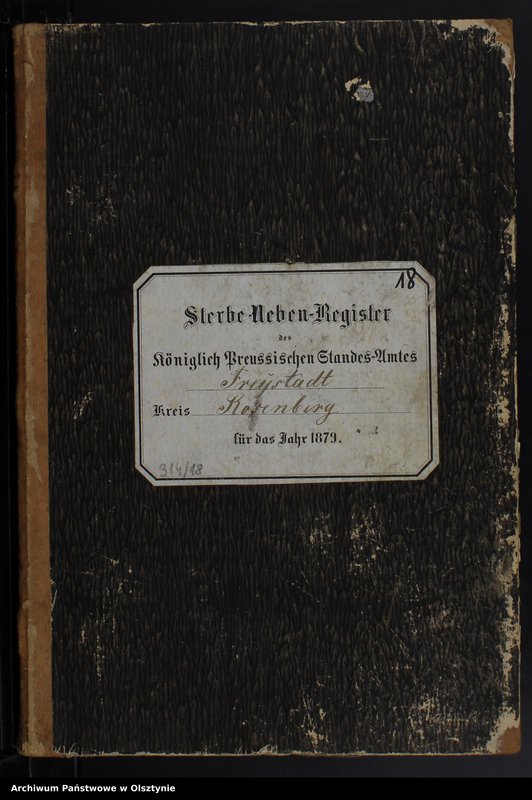 18
Sterbe-Neben-Register
des
Königlich Preussischen Standes-Amtes
Freystadt
Kreis Rosenberg
für das Jahr 1879.
314/18
Archiwum Państwowe w Olsztynie